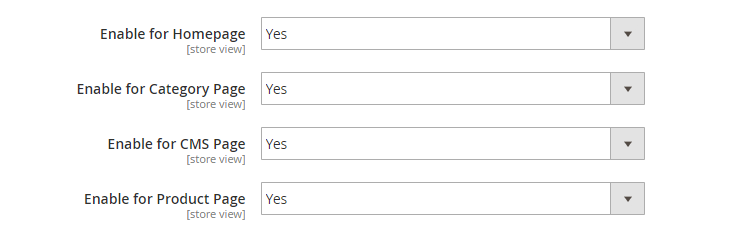 Enable for Homepage Yes
[store view]
Enable for Category Page Yes
[store view]
Enable for CMS Page Yes
[store view]
Enable for Product Page Yes
[store view]